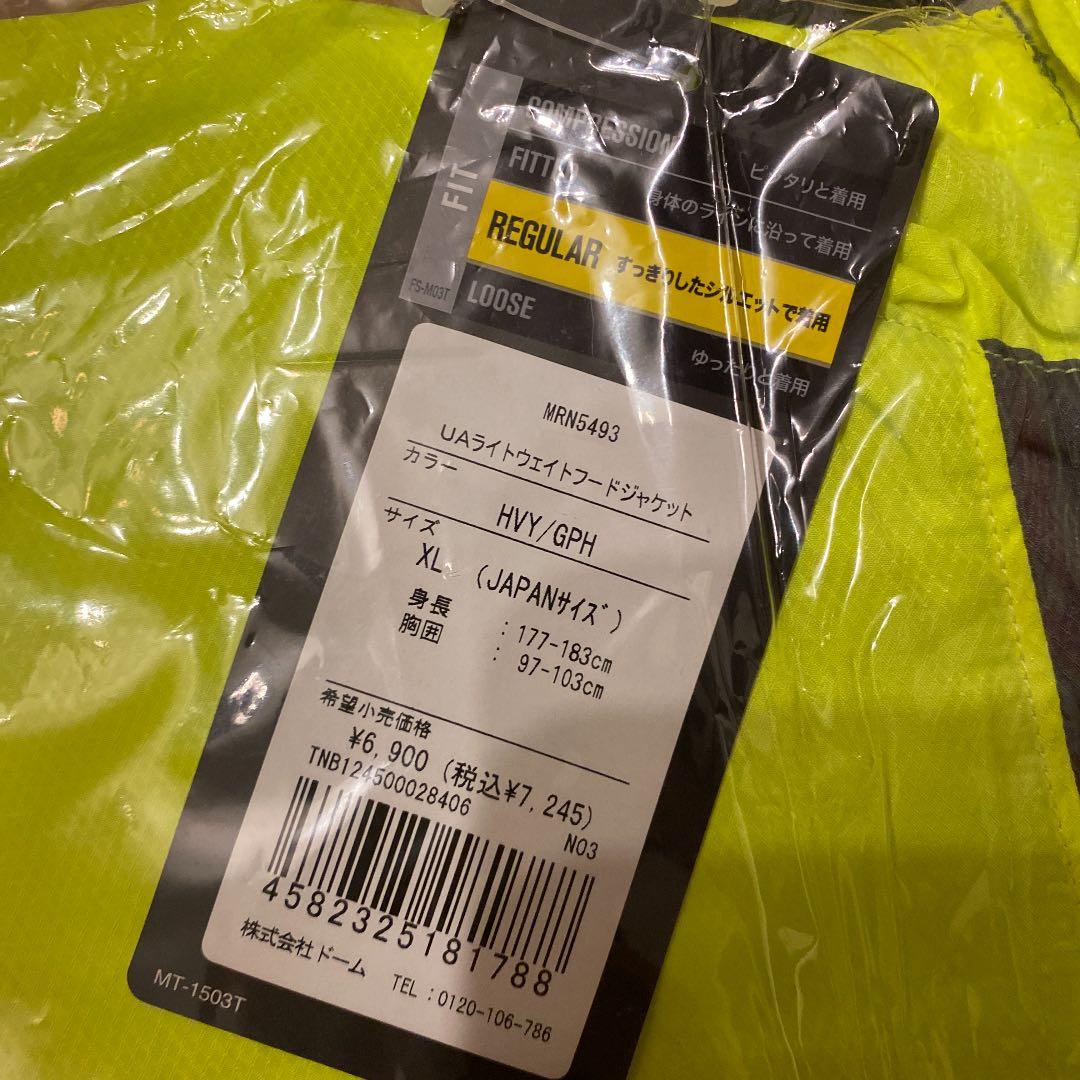 FIT
FS-M03T
COMPRESSION
ピッタリと着用
FITTED
身体のラインに沿って着用
REGULAR すっきりしたシルエットで着用
LOOSE
ゆったりと着用
MRN5493
UAライトウェイトフードジャケット
カラー
HVY/GPH
サイズ
XL (JAPANサイズ)
身長 : 177-183cm
胸囲 : 97-103cm
希望小売価格
¥6,900 (税込¥7,245)
TNB124500028406
N03
4582325181788
株式会社ドーム TEL:0120-106-786
MT-1503T